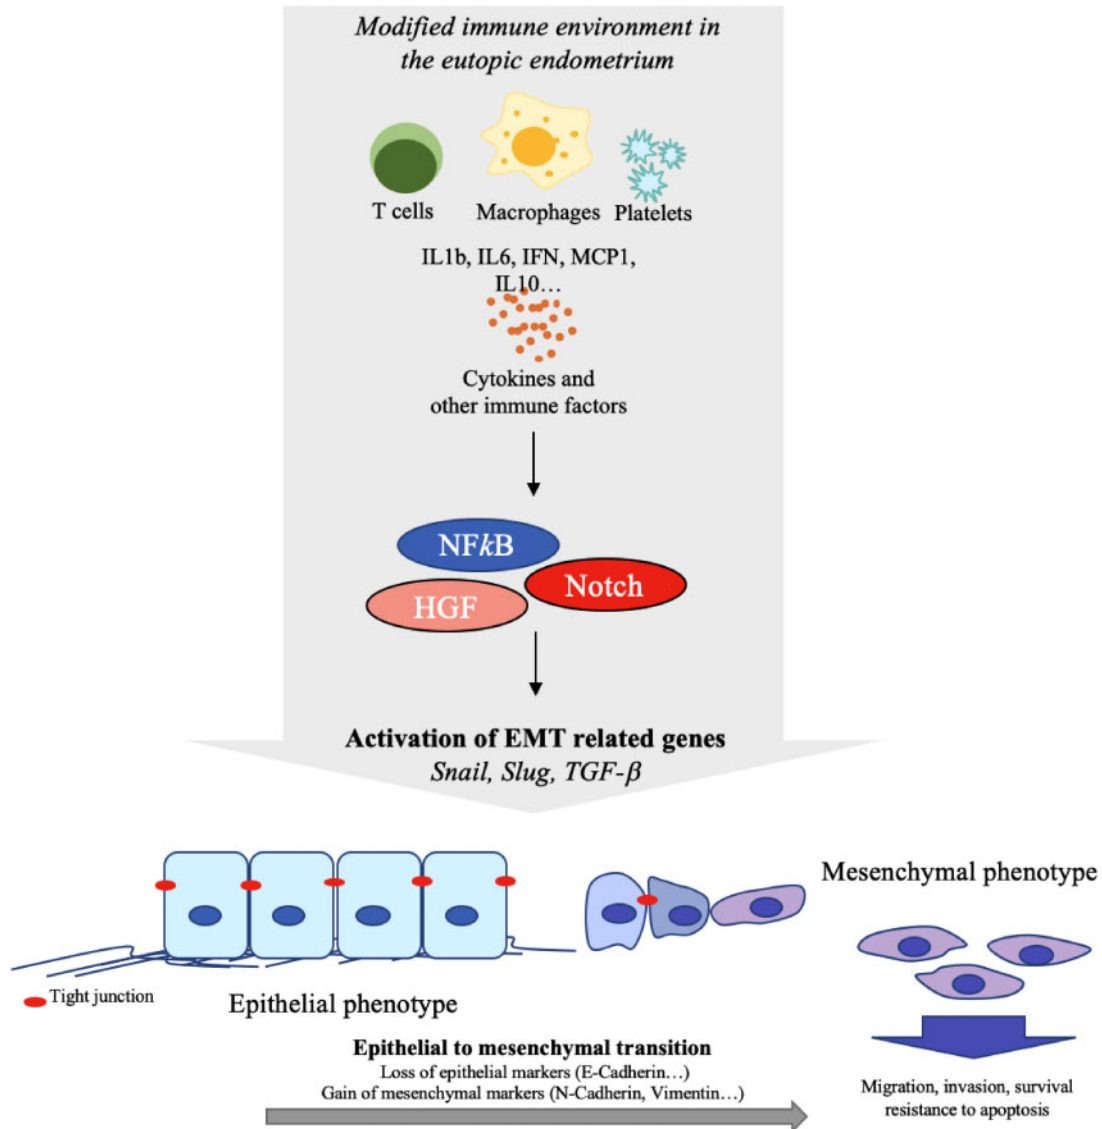 Modified immune environment in
the eutopic endometrium
T cells
Macrophages
Platelets
IL1b, IL6, IFN, MCP1,
IL10…
Cytokines and
other immune factors
NFkB
Notch
HGF
Activation of EMT related genes
Snail, Slug, TGF-β
Mesenchymal phenotype
Tight junction
Epithelial phenotype
Epithelial to mesenchymal transition
Loss of epithelial markers (E-Cadherin…)
Gain of mesenchymal markers (N-Cadherin, Vimentin…)
Migration, invasion, survival
resistance to apoptosis